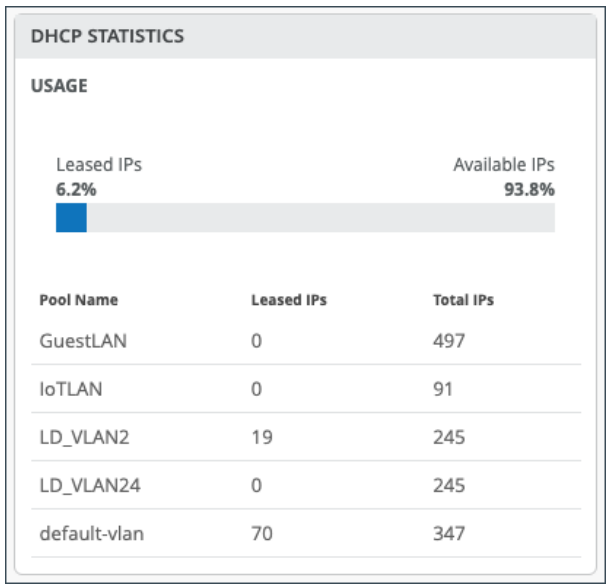 DHCP STATISTICS
USAGE
Leased IPs Available IPs
6.2% 93.8%
Pool Name Leased IPs Total IPs
GuestLAN 0 497
IoTLAN 0 91
LD_VLAN2 19 245
LD_VLAN24 0 245
default-vlan 70 347